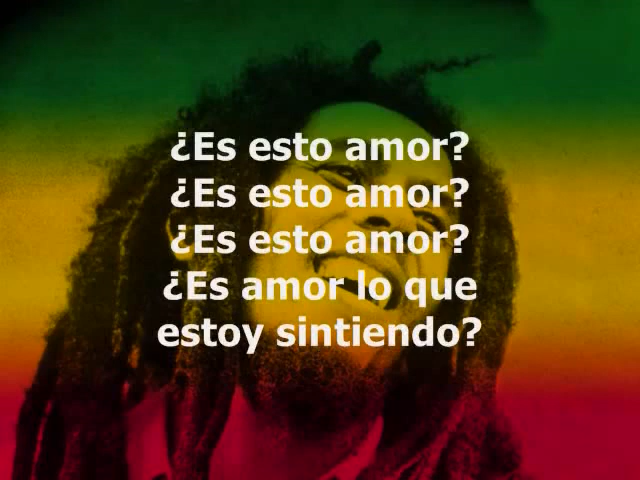 ¿Es esto amor?
¿Es esto amor?
¿Es esto amor?
¿Es amor lo que
estoy sintiendo?